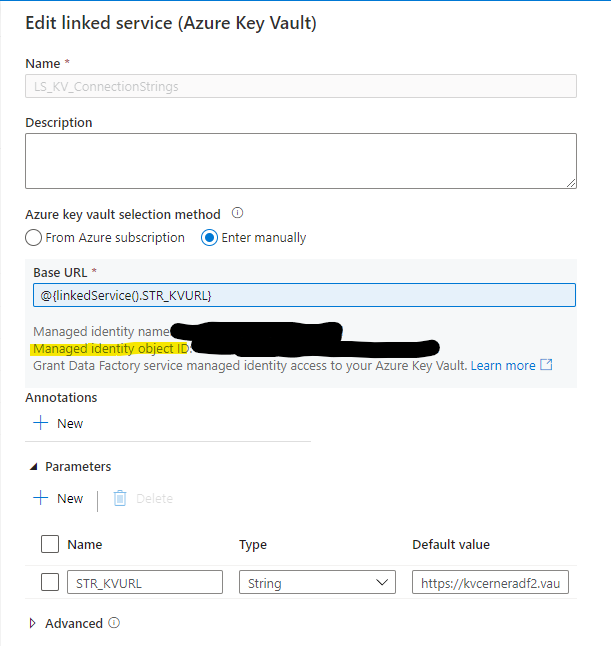 Edit linked service (Azure Key Vault)
Name *
LS_KV_ConnectionStrings
Description
Azure key vault selection method
From Azure subscription Enter manually
Base URL *
@{linkedService().STR_KVURL}
Managed identity name:
Managed identity object ID:
Grant Data Factory service managed identity access to your Azure Key Vault. Learn more
Annotations
New
Parameters
New Delete
Name Type Default value
STR_KVURL String https://kvcerneradf2.vau
Advanced